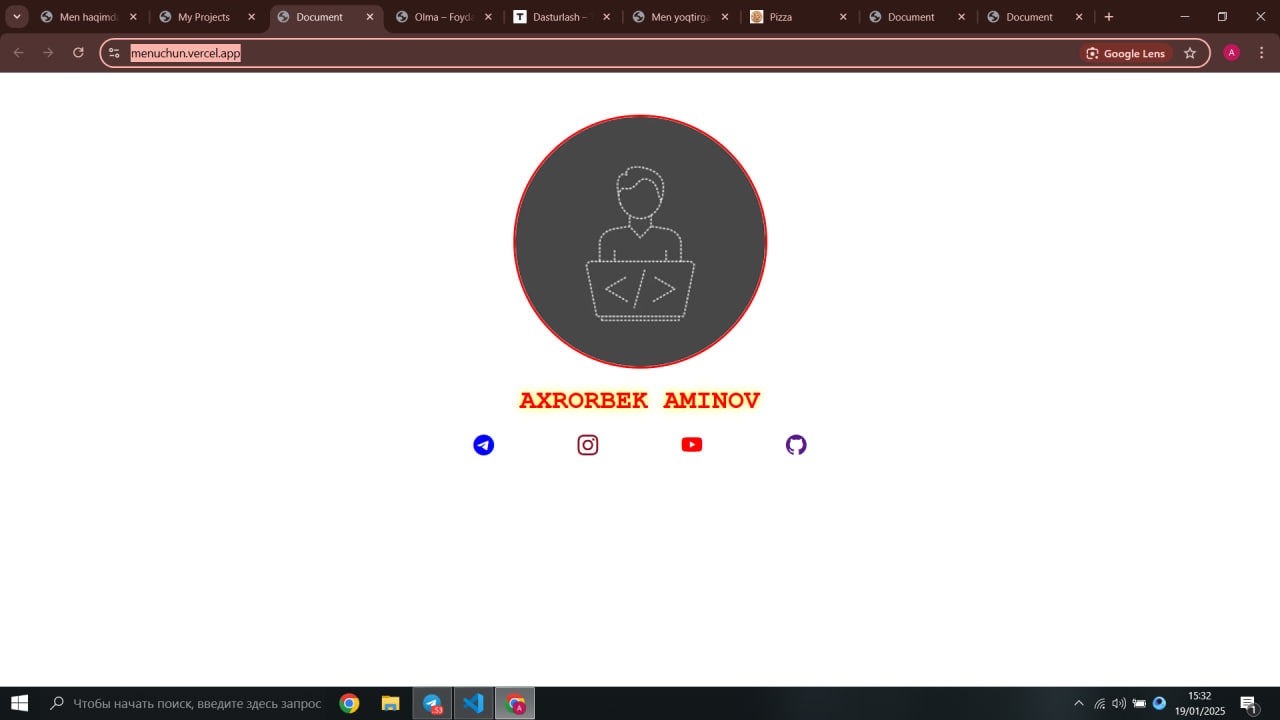 Men haqimda
My Projects
Document
Olma – Foyda
Dasturlash – T
Men yoqtirga
Pizza
Document
Document
menuchun.vercel.app
Google Lens
A
</>
AXRORBEK AMINOV
Чтобы начать поиск, введите здесь запрос
53
A
15:32
19/01/2025
1